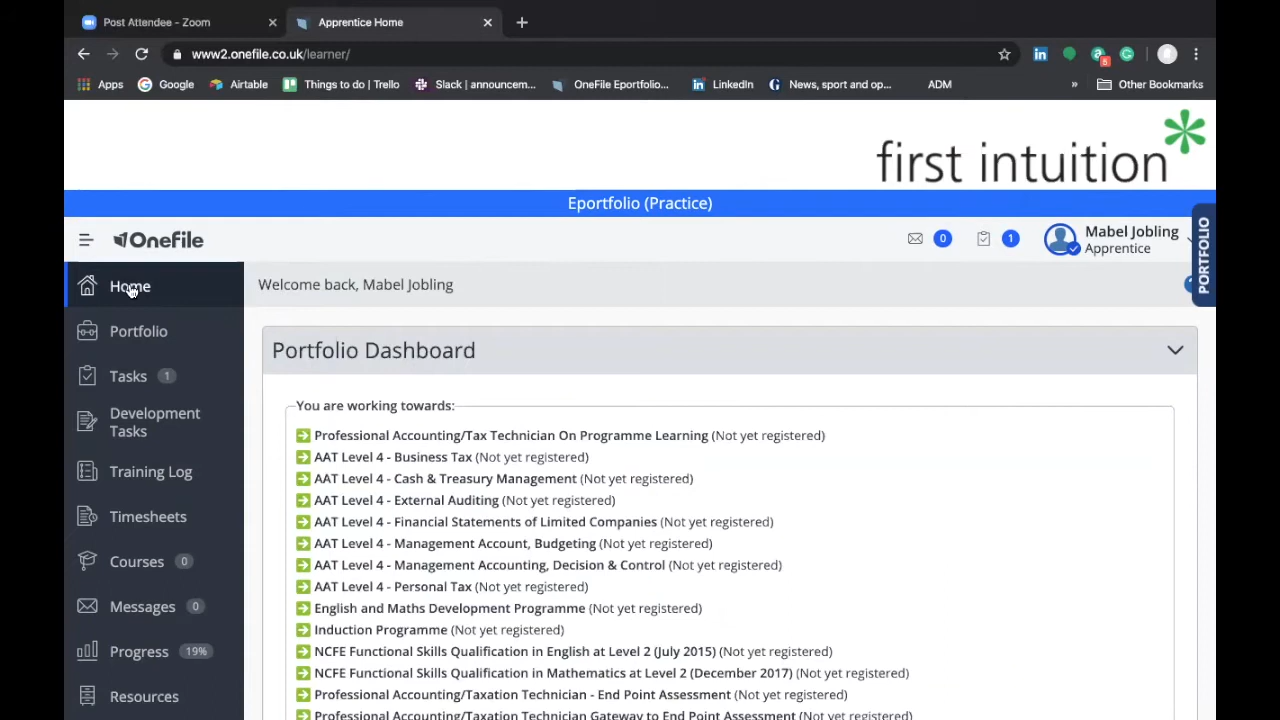 Post Attendee - Zoom
Apprentice Home
www2.onefile.co.uk/learner/
Apps
Google
Airtable
Things to do | Trello
Slack | announcem...
OneFile Eportfolio...
LinkedIn
News, sport and op...
ADM
»
Other Bookmarks
first intuition
Eportfolio (Practice)
OneFile
0
1
Mabel Jobling
Apprentice
PORTFOLIO
Home
Welcome back, Mabel Jobling
Portfolio
Tasks 1
Development
Tasks
Training Log
Timesheets
Courses 0
Messages 0
Progress 19%
Resources
Portfolio Dashboard
You are working towards:
Professional Accounting/Tax Technician On Programme Learning (Not yet registered)
AAT Level 4 - Business Tax (Not yet registered)
AAT Level 4 - Cash & Treasury Management (Not yet registered)
AAT Level 4 - External Auditing (Not yet registered)
AAT Level 4 - Financial Statements of Limited Companies (Not yet registered)
AAT Level 4 - Management Account, Budgeting (Not yet registered)
AAT Level 4 - Management Accounting, Decision & Control (Not yet registered)
AAT Level 4 - Personal Tax (Not yet registered)
English and Maths Development Programme (Not yet registered)
Induction Programme (Not yet registered)
NCFE Functional Skills Qualification in English at Level 2 (July 2015) (Not yet registered)
NCFE Functional Skills Qualification in Mathematics at Level 2 (December 2017) (Not yet registered)
Professional Accounting/Taxation Technician - End Point Assessment (Not yet registered)
Professional Accounting/Taxation Technician Gateway to End Point Assessment (Not yet registered)